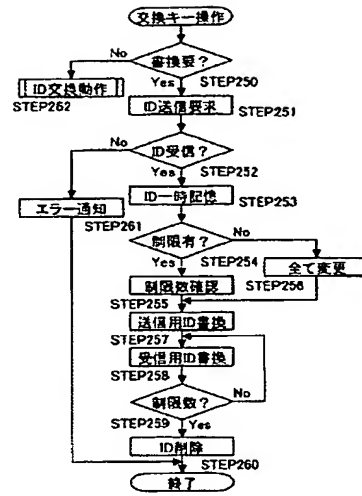 交換キー操作
No
書換要?
Yes
STEP250
ID交換動作
STEP262
ID送信要求
STEP251
No
ID受信?
Yes
STEP252
ID一時記憶
STEP253
エラー通知
STEP261
制限有?
No
Yes
STEP254
全て変更
STEP256
制限数確認
STEP255
送信用ID書換
STEP257
受信用ID書換
STEP258
制限数?
No
STEP259
Yes
ID削除
STEP260
終了